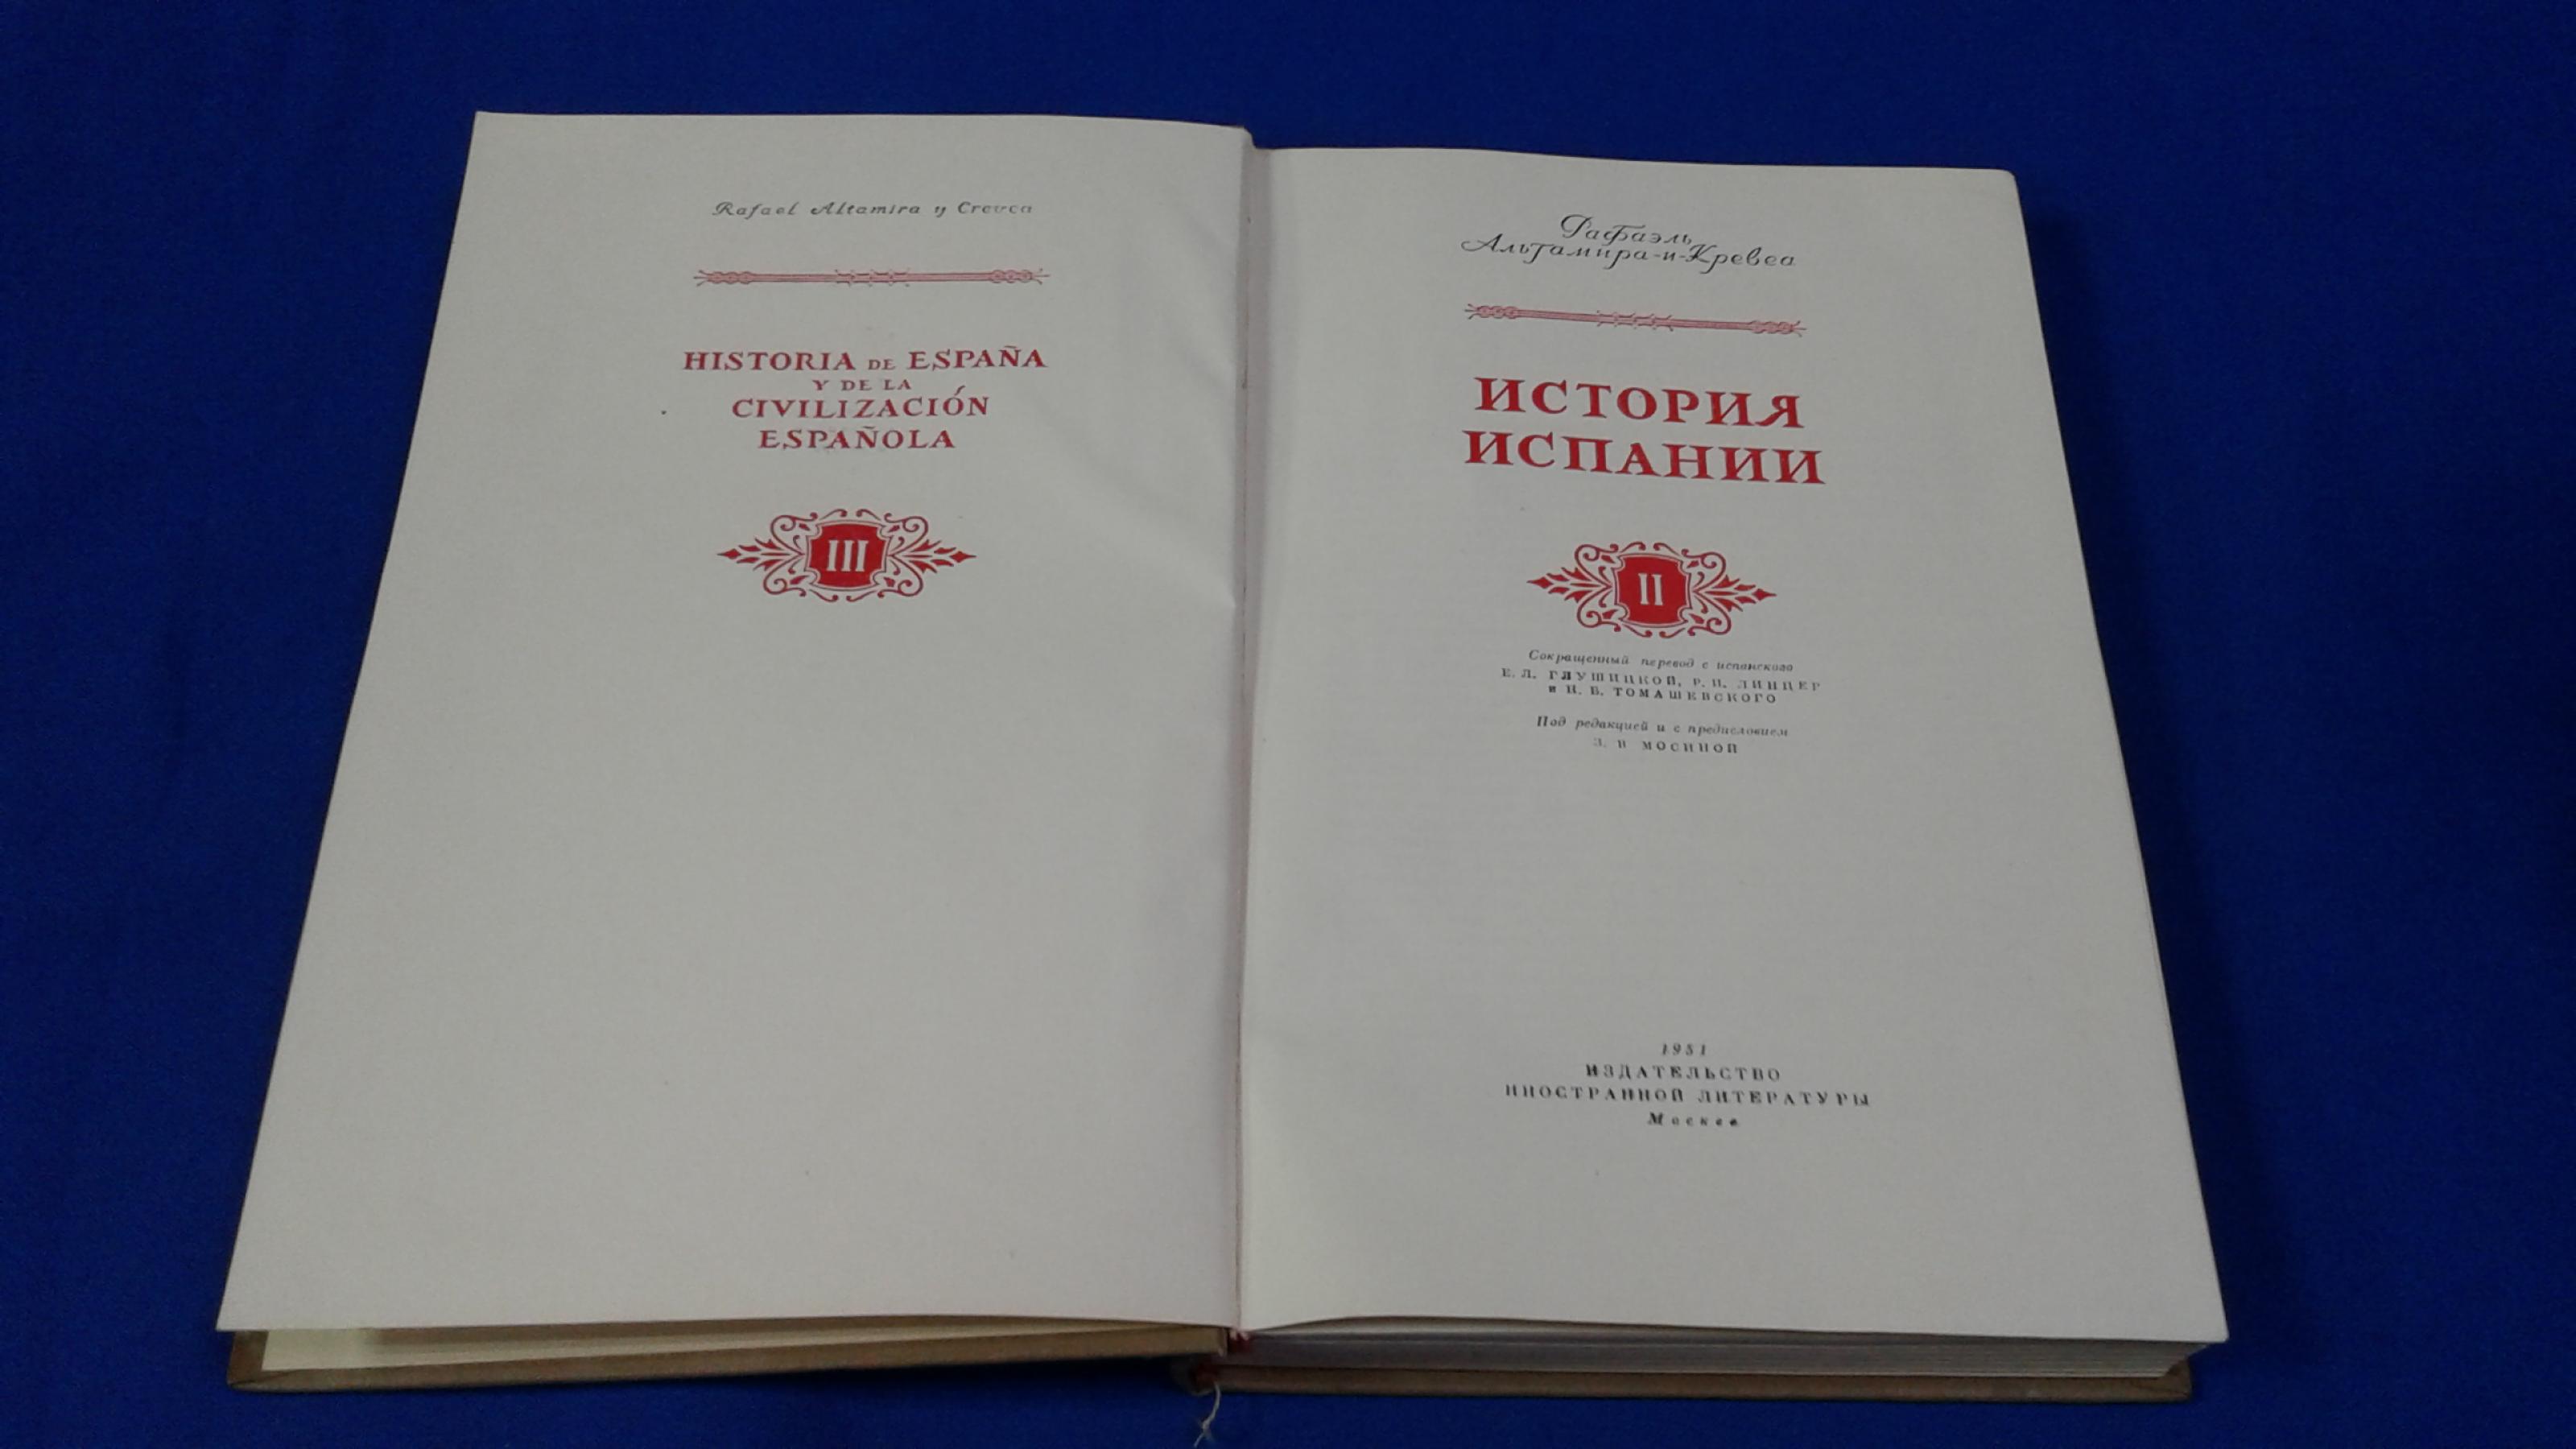 Rafael Altamira y Crevea
HISTORIA DE ESPAÑA
Y DE LA
CIVILIZACIÓN
ESPAÑOLA
III
Рафаэль
Альтамира-и-Кревеа
ИСТОРИЯ
ИСПАНИИ
II
Сокращенный перевод с испанского
Е. Л. ГЛУШИЦКОЙ, Р. И. ЛИНЦЕР
и Н. Б. ТОМАШЕВСКОГО
Под редакцией и с предисловием
З. И МОСИНОЙ
1951
ИЗДАТЕЛЬСТВО
ИНОСТРАННОЙ ЛИТЕРАТУРЫ
Москва